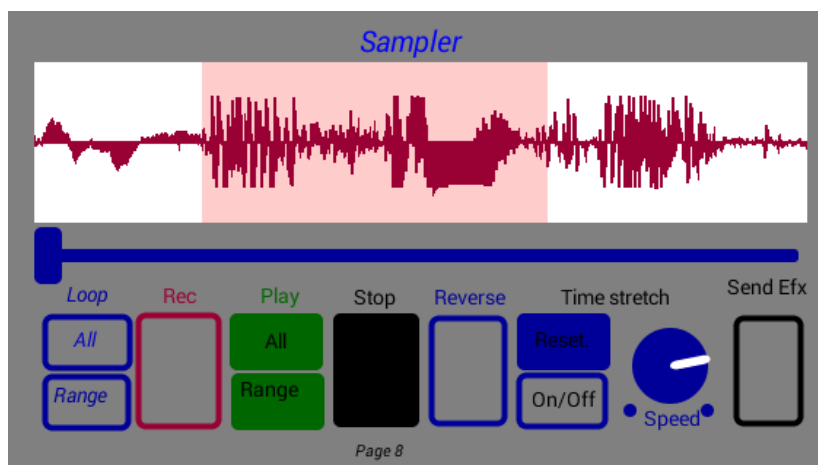 Sampler
Send Efx
Loop Rec Play Stop Reverse Time stretch
All All Reset.
Range Range On/Off
Speed
Page 8